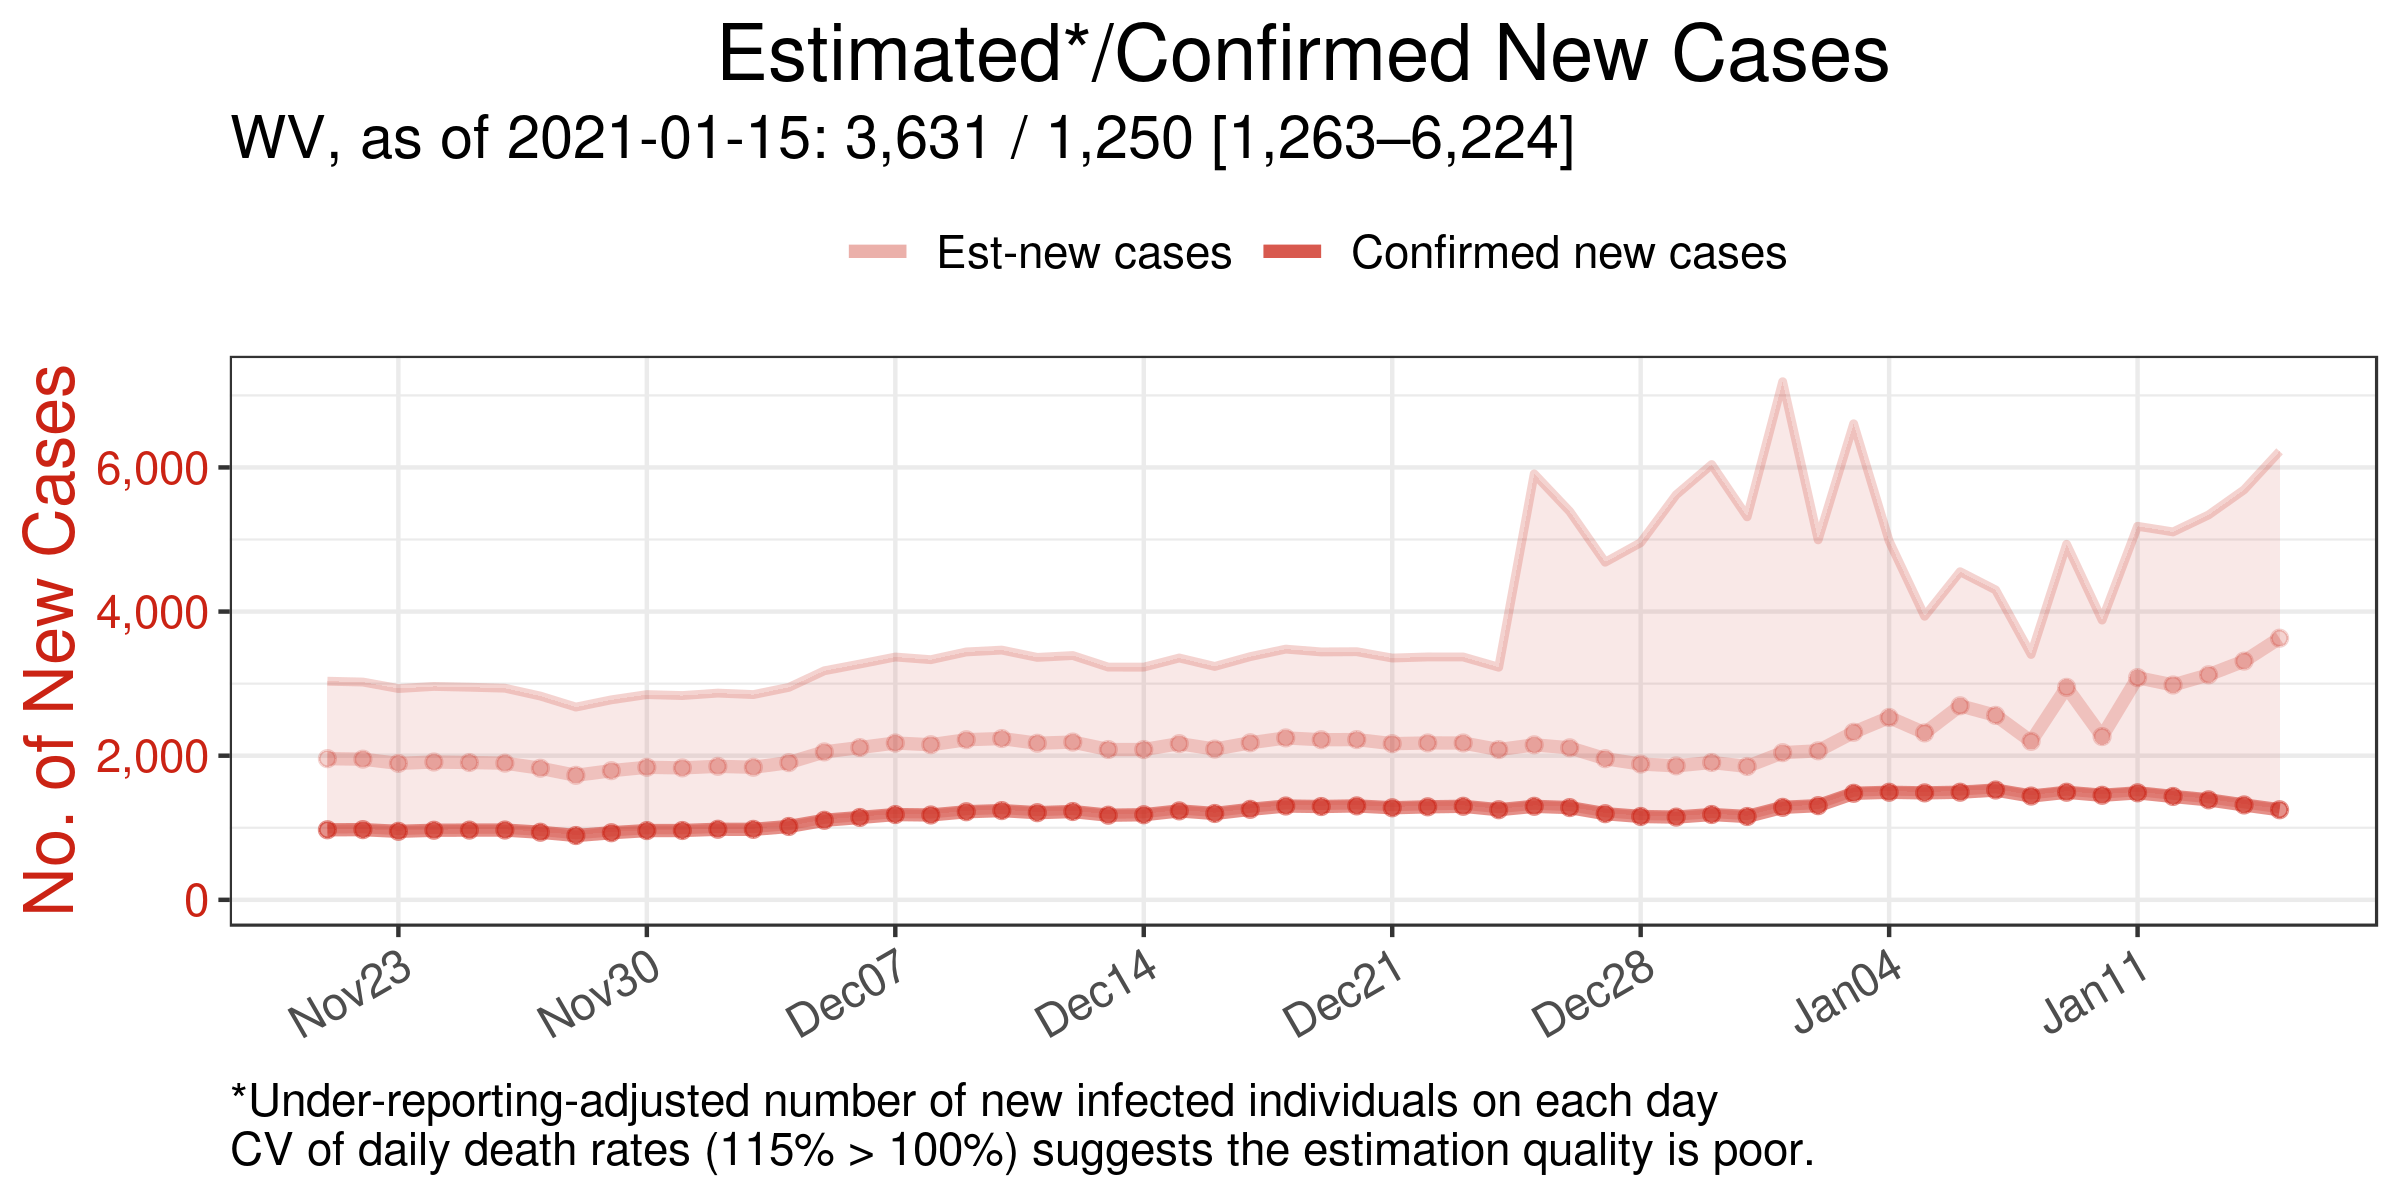 Estimated*/Confirmed New Cases
WV, as of 2021-01-15: 3,631 / 1,250 [1,263–6,224]
Est-new cases
Confirmed new cases
No. of New Cases
6,000
4,000
2,000
0
Nov23
Nov30
Dec07
Dec14
Dec21
Dec28
Jan04
Jan11
*Under-reporting-adjusted number of new infected individuals on each day
CV of daily death rates (115% > 100%) suggests the estimation quality is poor.